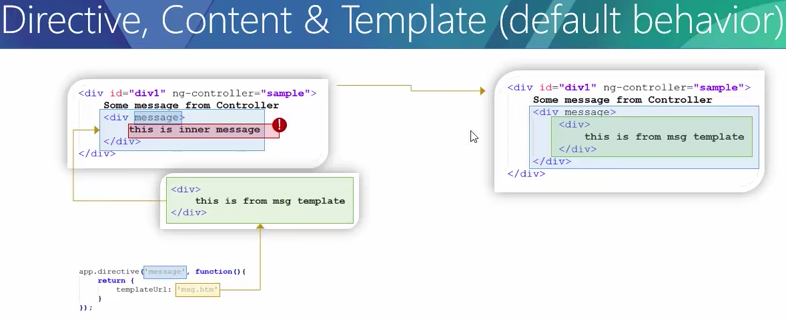 Directive, Content & Template (default behavior)
<div id="div1" ng-controller="sample">
Some message from Controller
<div message>
this is inner message
</div>
</div>
<div>
this is from msg template
</div>
app.directive('message', function(){
return {
templateUrl: 'msg.htm'
}
});
<div id="div1" ng-controller="sample">
Some message from Controller
<div message>
<div>
this is from msg template
</div>
</div>
</div>